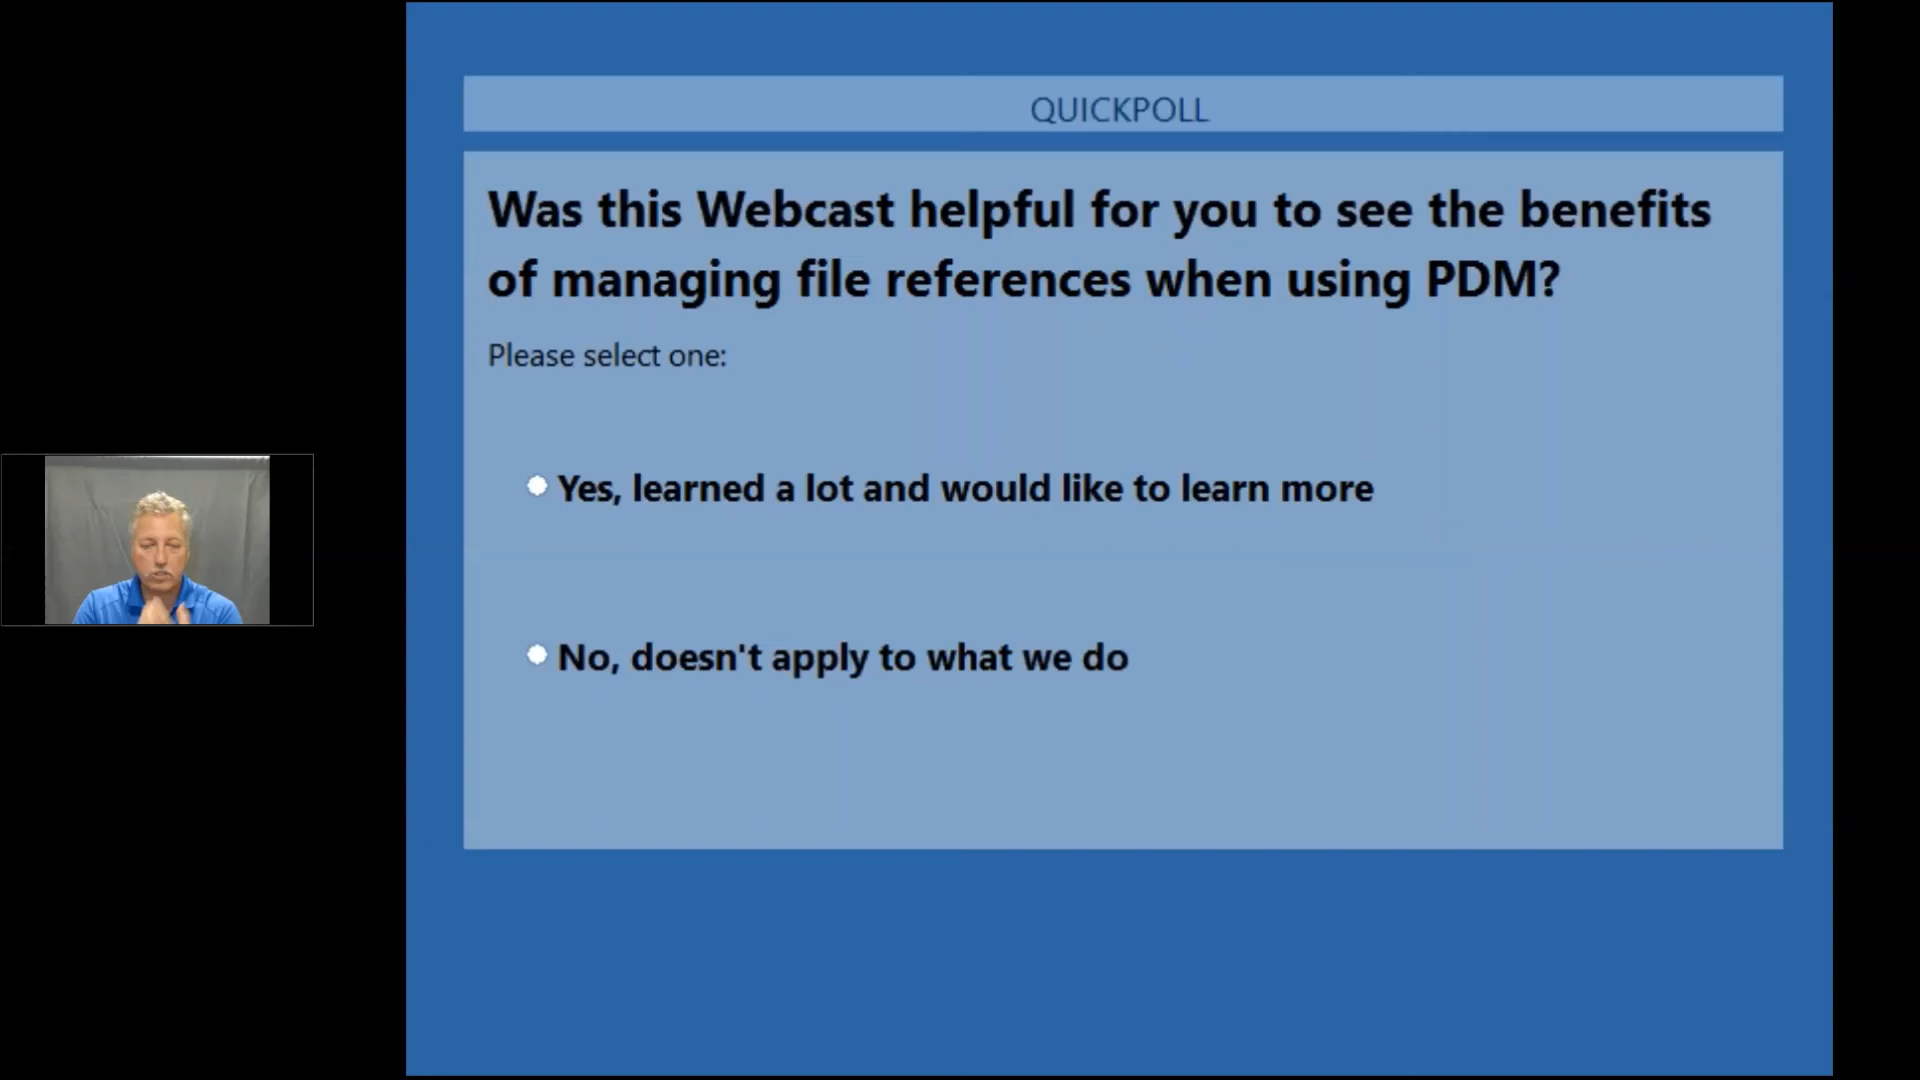 QUICKPOLL
Was this Webcast helpful for you to see the benefits
of managing file references when using PDM?
Please select one:
Yes, learned a lot and would like to learn more
No, doesn't apply to what we do